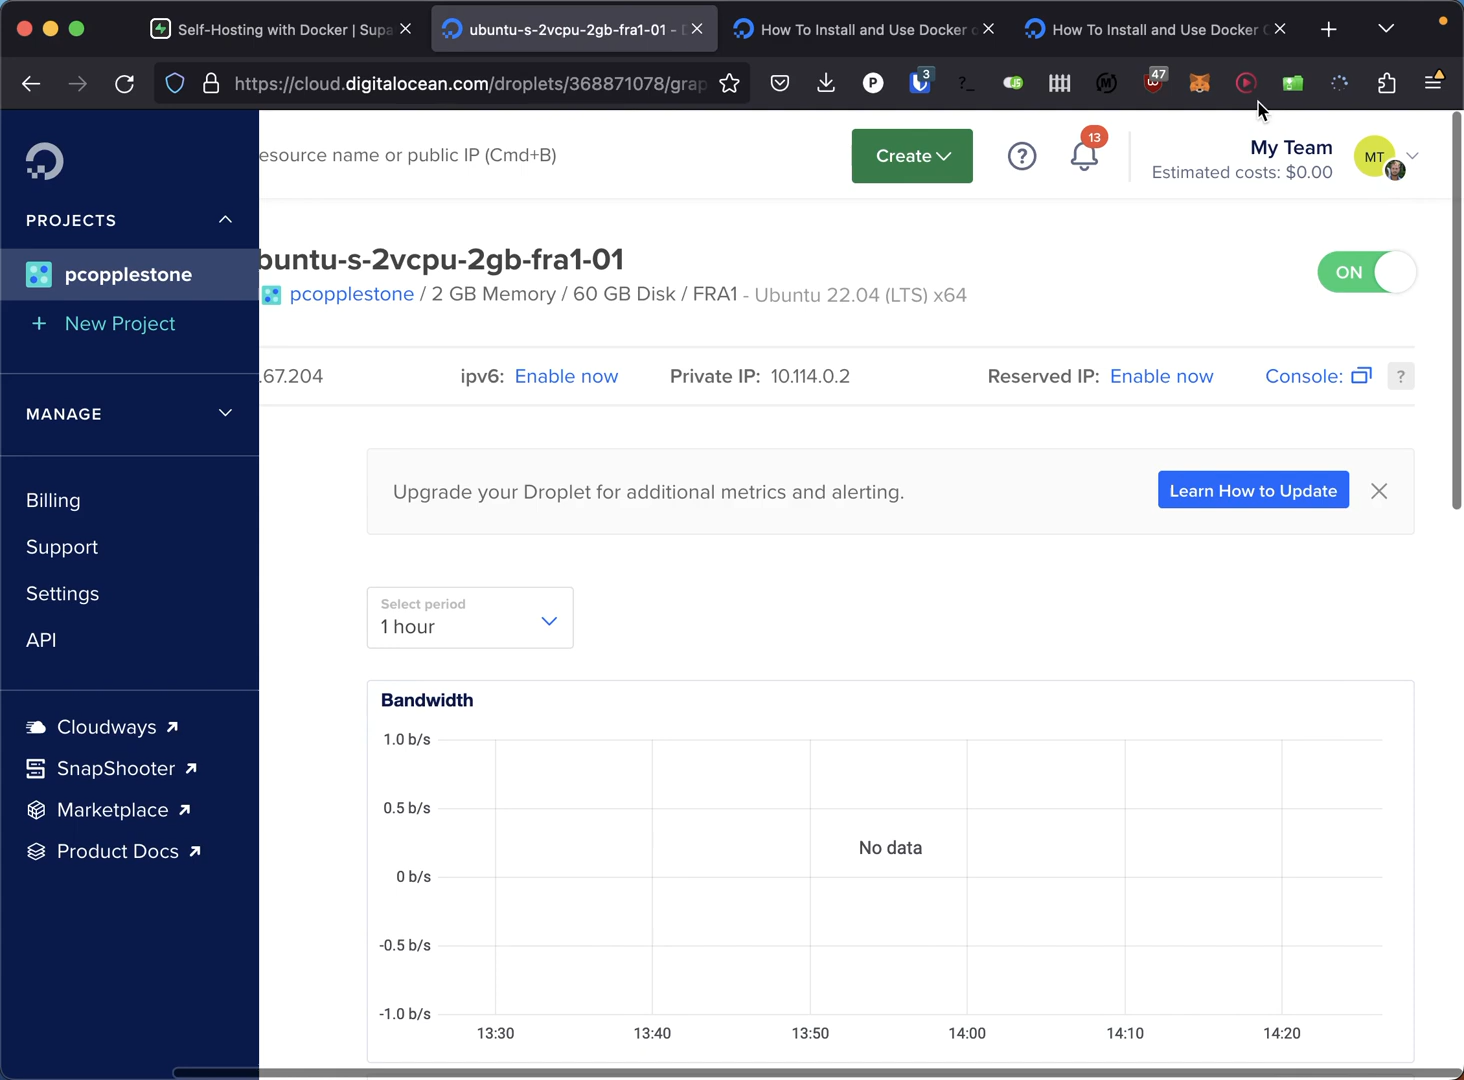 Self-Hosting with Docker | Supa
ubuntu-s-2vcpu-2gb-fra1-01 -
How To Install and Use Docker
How To Install and Use Docker
https://cloud.digitalocean.com/droplets/368871078/grap
P
3
47
esource name or public IP (Cmd+B)
Create
?
13
My Team
Estimated costs: $0.00
MT
PROJECTS
pcopplestone
+ New Project
MANAGE
Billing
Support
Settings
API
Cloudways
SnapShooter
Marketplace
Product Docs
buntu-s-2vcpu-2gb-fra1-01
ON
pcopplestone / 2 GB Memory / 60 GB Disk / FRA1 - Ubuntu 22.04 (LTS) x64
.67.204
ipv6: Enable now
Private IP: 10.114.0.2
Reserved IP: Enable now
Console:
?
Upgrade your Droplet for additional metrics and alerting.
Learn How to Update
Select period
1 hour
Bandwidth
1.0 b/s
0.5 b/s
No data
0 b/s
-0.5 b/s
-1.0 b/s
13:30
13:40
13:50
14:00
14:10
14:20